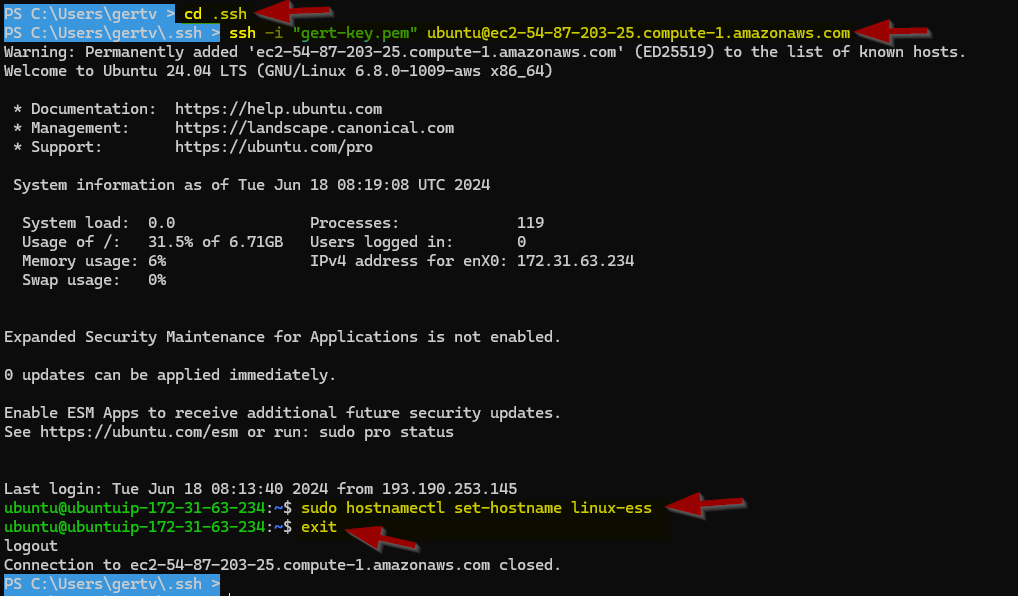 PS C:\Users\gertv > cd .ssh
PS C:\Users\gertv\.ssh > ssh -i "gert-key.pem" ubuntu@ec2-54-87-203-25.compute-1.amazonaws.com
Warning: Permanently added 'ec2-54-87-203-25.compute-1.amazonaws.com' (ED25519) to the list of known hosts.
Welcome to Ubuntu 24.04 LTS (GNU/Linux 6.8.0-1009-aws x86_64)
* Documentation: https://help.ubuntu.com
* Management: https://landscape.canonical.com
* Support: https://ubuntu.com/pro
System information as of Tue Jun 18 08:19:08 UTC 2024
System load: 0.0 Processes: 119
Usage of /: 31.5% of 6.71GB Users logged in: 0
Memory usage: 6% IPv4 address for enX0: 172.31.63.234
Swap usage: 0%
Expanded Security Maintenance for Applications is not enabled.
0 updates can be applied immediately.
Enable ESM Apps to receive additional future security updates.
See https://ubuntu.com/esm or run: sudo pro status
Last login: Tue Jun 18 08:13:40 2024 from 193.190.253.145
ubuntu@ubuntuip-172-31-63-234:~$ sudo hostnamectl set-hostname linux-ess
ubuntu@ubuntuip-172-31-63-234:~$ exit
logout
Connection to ec2-54-87-203-25.compute-1.amazonaws.com closed.
PS C:\Users\gertv\.ssh >